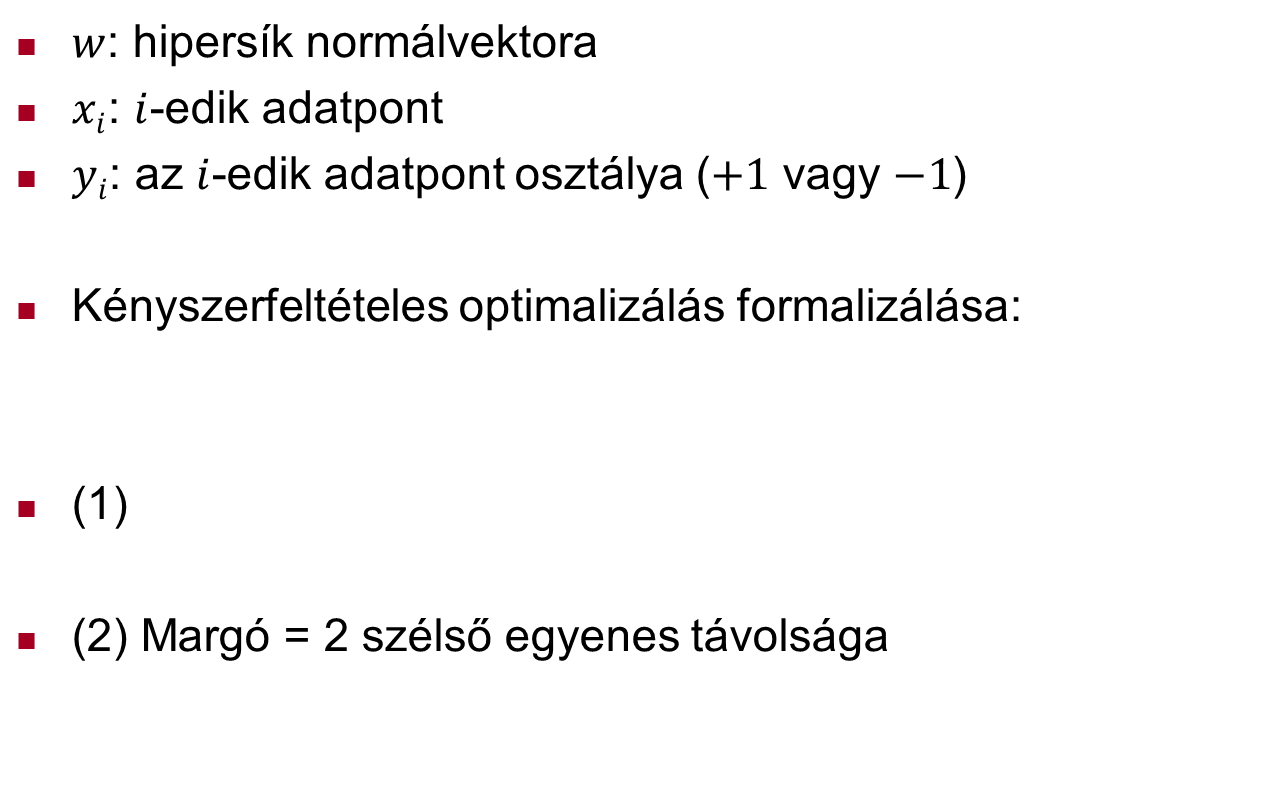 ▪ w: hipersík normálvektora
▪ xᵢ: i-edik adatpont
▪ yᵢ: az i-edik adatpont osztálya (+1 vagy −1)
▪ Kényszerfeltételes optimalizálás formalizálása:
▪ (1)
▪ (2) Margó = 2 szélső egyenes távolsága